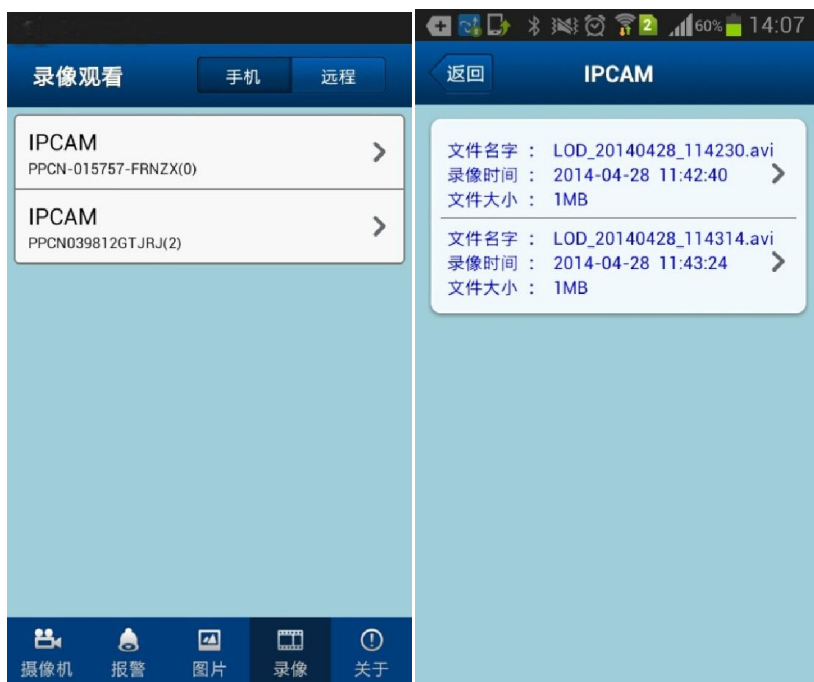 录像观看
手机
远程
IPCAM
PPCN-015757-FRNZX(0)
IPCAM
PPCN039812GTJRJ(2)
摄像机
报警
图片
录像
关于
2
60%
14:07
返回
IPCAM
文件名字 : LOD_20140428_114230.avi
录像时间 : 2014-04-28 11:42:40
文件大小 : 1MB
文件名字 : LOD_20140428_114314.avi
录像时间 : 2014-04-28 11:43:24
文件大小 : 1MB